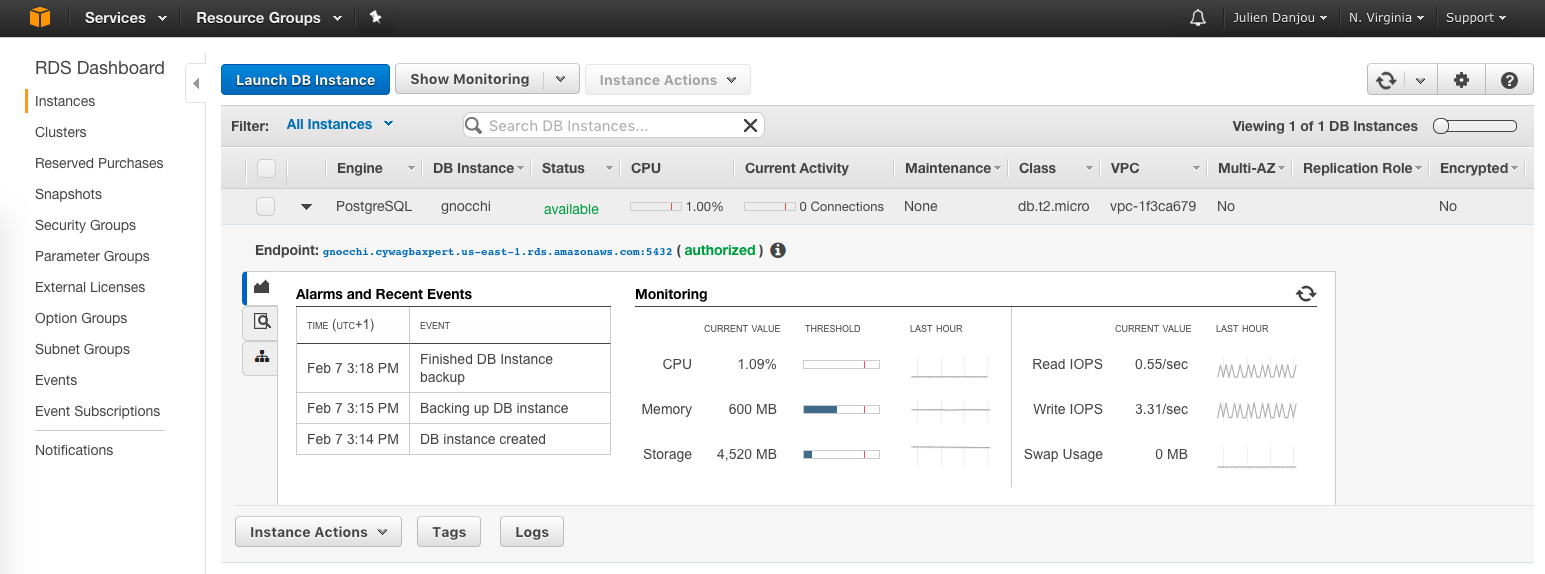 Services Resource Groups Julien Danjou N. Virginia Support
RDS Dashboard
Instances
Clusters
Reserved Purchases
Snapshots
Security Groups
Parameter Groups
External Licenses
Option Groups
Subnet Groups
Events
Event Subscriptions
Notifications
Launch DB Instance Show Monitoring Instance Actions
Filter: All Instances Search DB Instances... Viewing 1 of 1 DB Instances
Engine DB Instance Status CPU Current Activity Maintenance Class VPC Multi-AZ Replication Role Encrypted
PostgreSQL gnocchi available 1.00% 0 Connections None db.t2.micro vpc-1f3ca679 No No
Endpoint: gnocchi.cywagbaxpert.us-east-1.rds.amazonaws.com:5432 ( authorized )
Alarms and Recent Events
TIME (UTC+1) EVENT
Feb 7 3:18 PM Finished DB Instance
backup
Feb 7 3:15 PM Backing up DB instance
Feb 7 3:14 PM DB instance created
Monitoring
CURRENT VALUE THRESHOLD LAST HOUR
CPU 1.09%
Memory 600 MB
Storage 4,520 MB
CURRENT VALUE LAST HOUR
Read IOPS 0.55/sec
Write IOPS 3.31/sec
Swap Usage 0 MB
Instance Actions Tags Logs